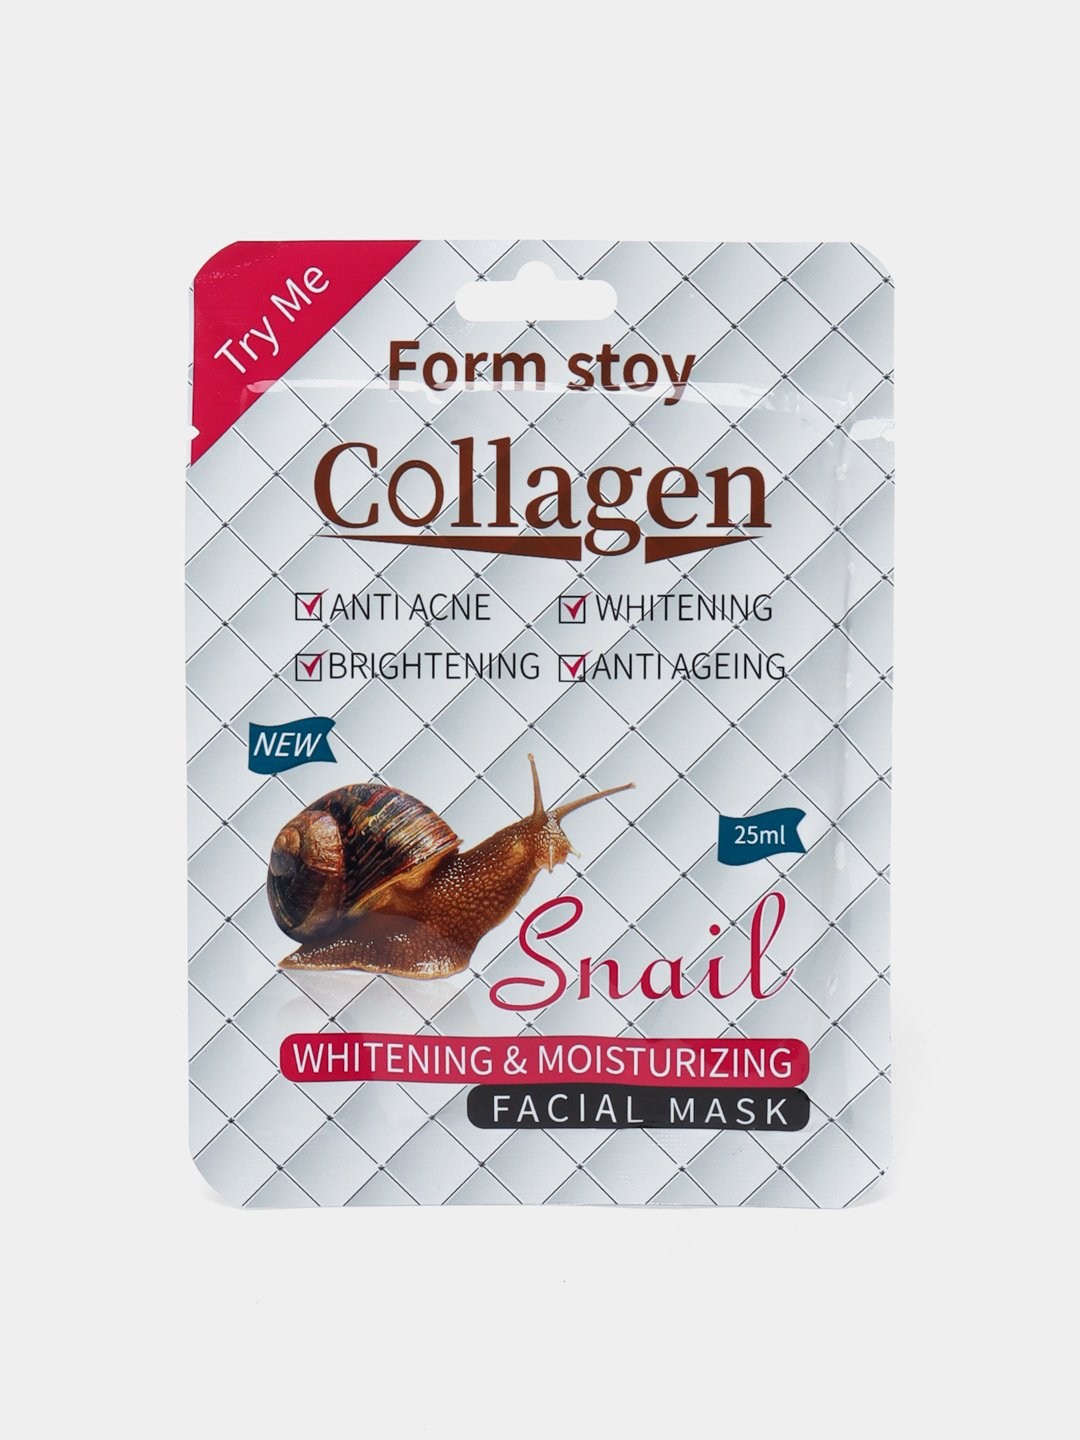 Try Me
Form stoy
Collagen
ANTI ACNE
WHITENING
BRIGHTENING
ANTI AGEING
NEW
25ml
Snail
WHITENING & MOISTURIZING
FACIAL MASK